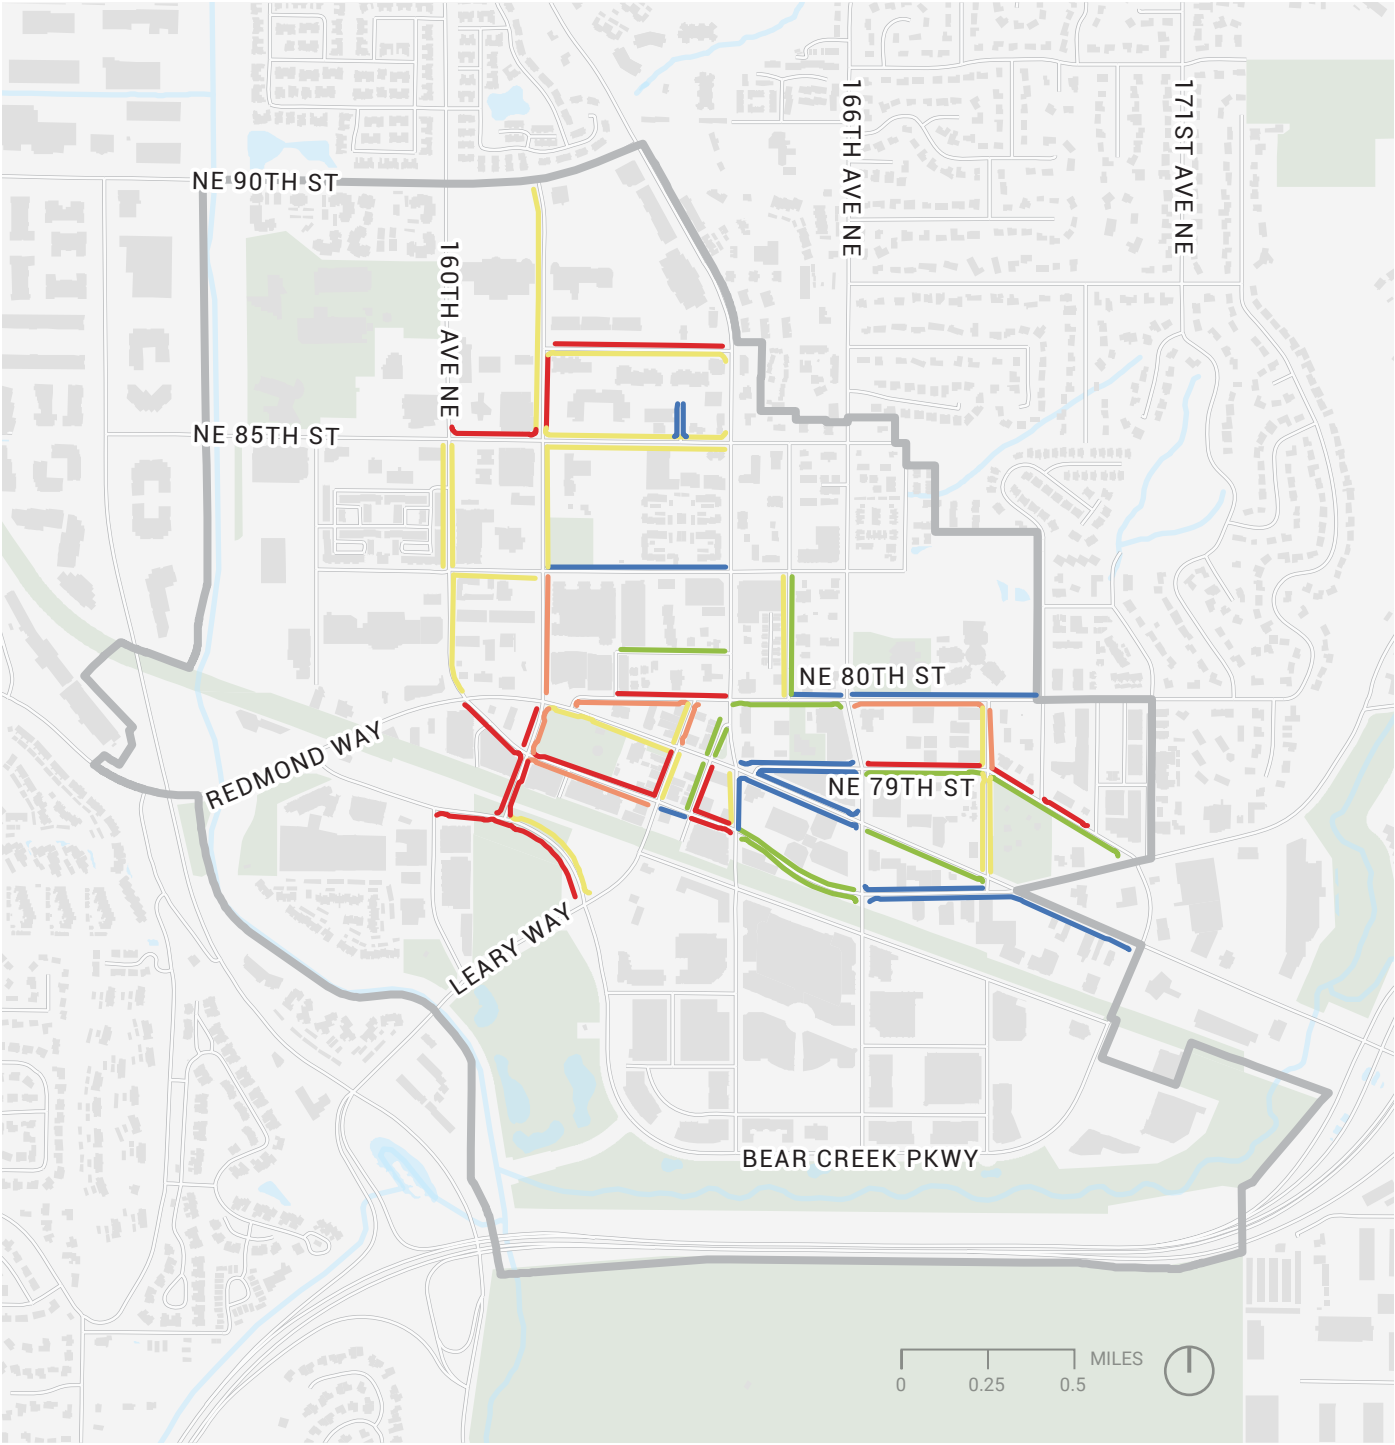 166TH AVE NE
171ST AVE NE
NE 90TH ST
160TH AVE NE
NE 85TH ST
NE 80TH ST
REDMOND WAY
NE 79TH ST
LEARY WAY
BEAR CREEK PKWY
MILES
0 0.25 0.5